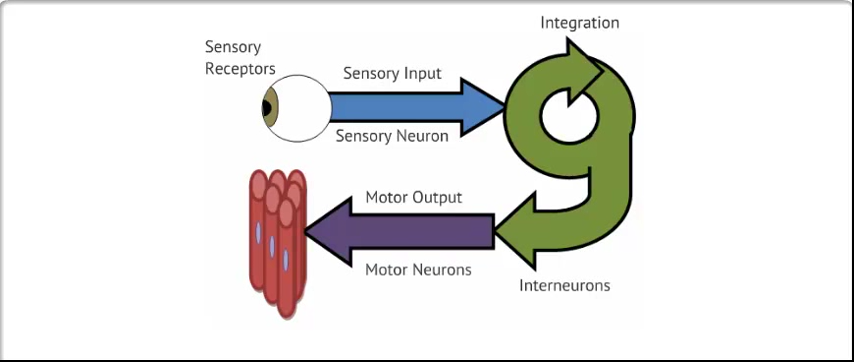 Integration
Sensory
Receptors
Sensory Input
Sensory Neuron
Motor Output
Motor Neurons
Interneurons